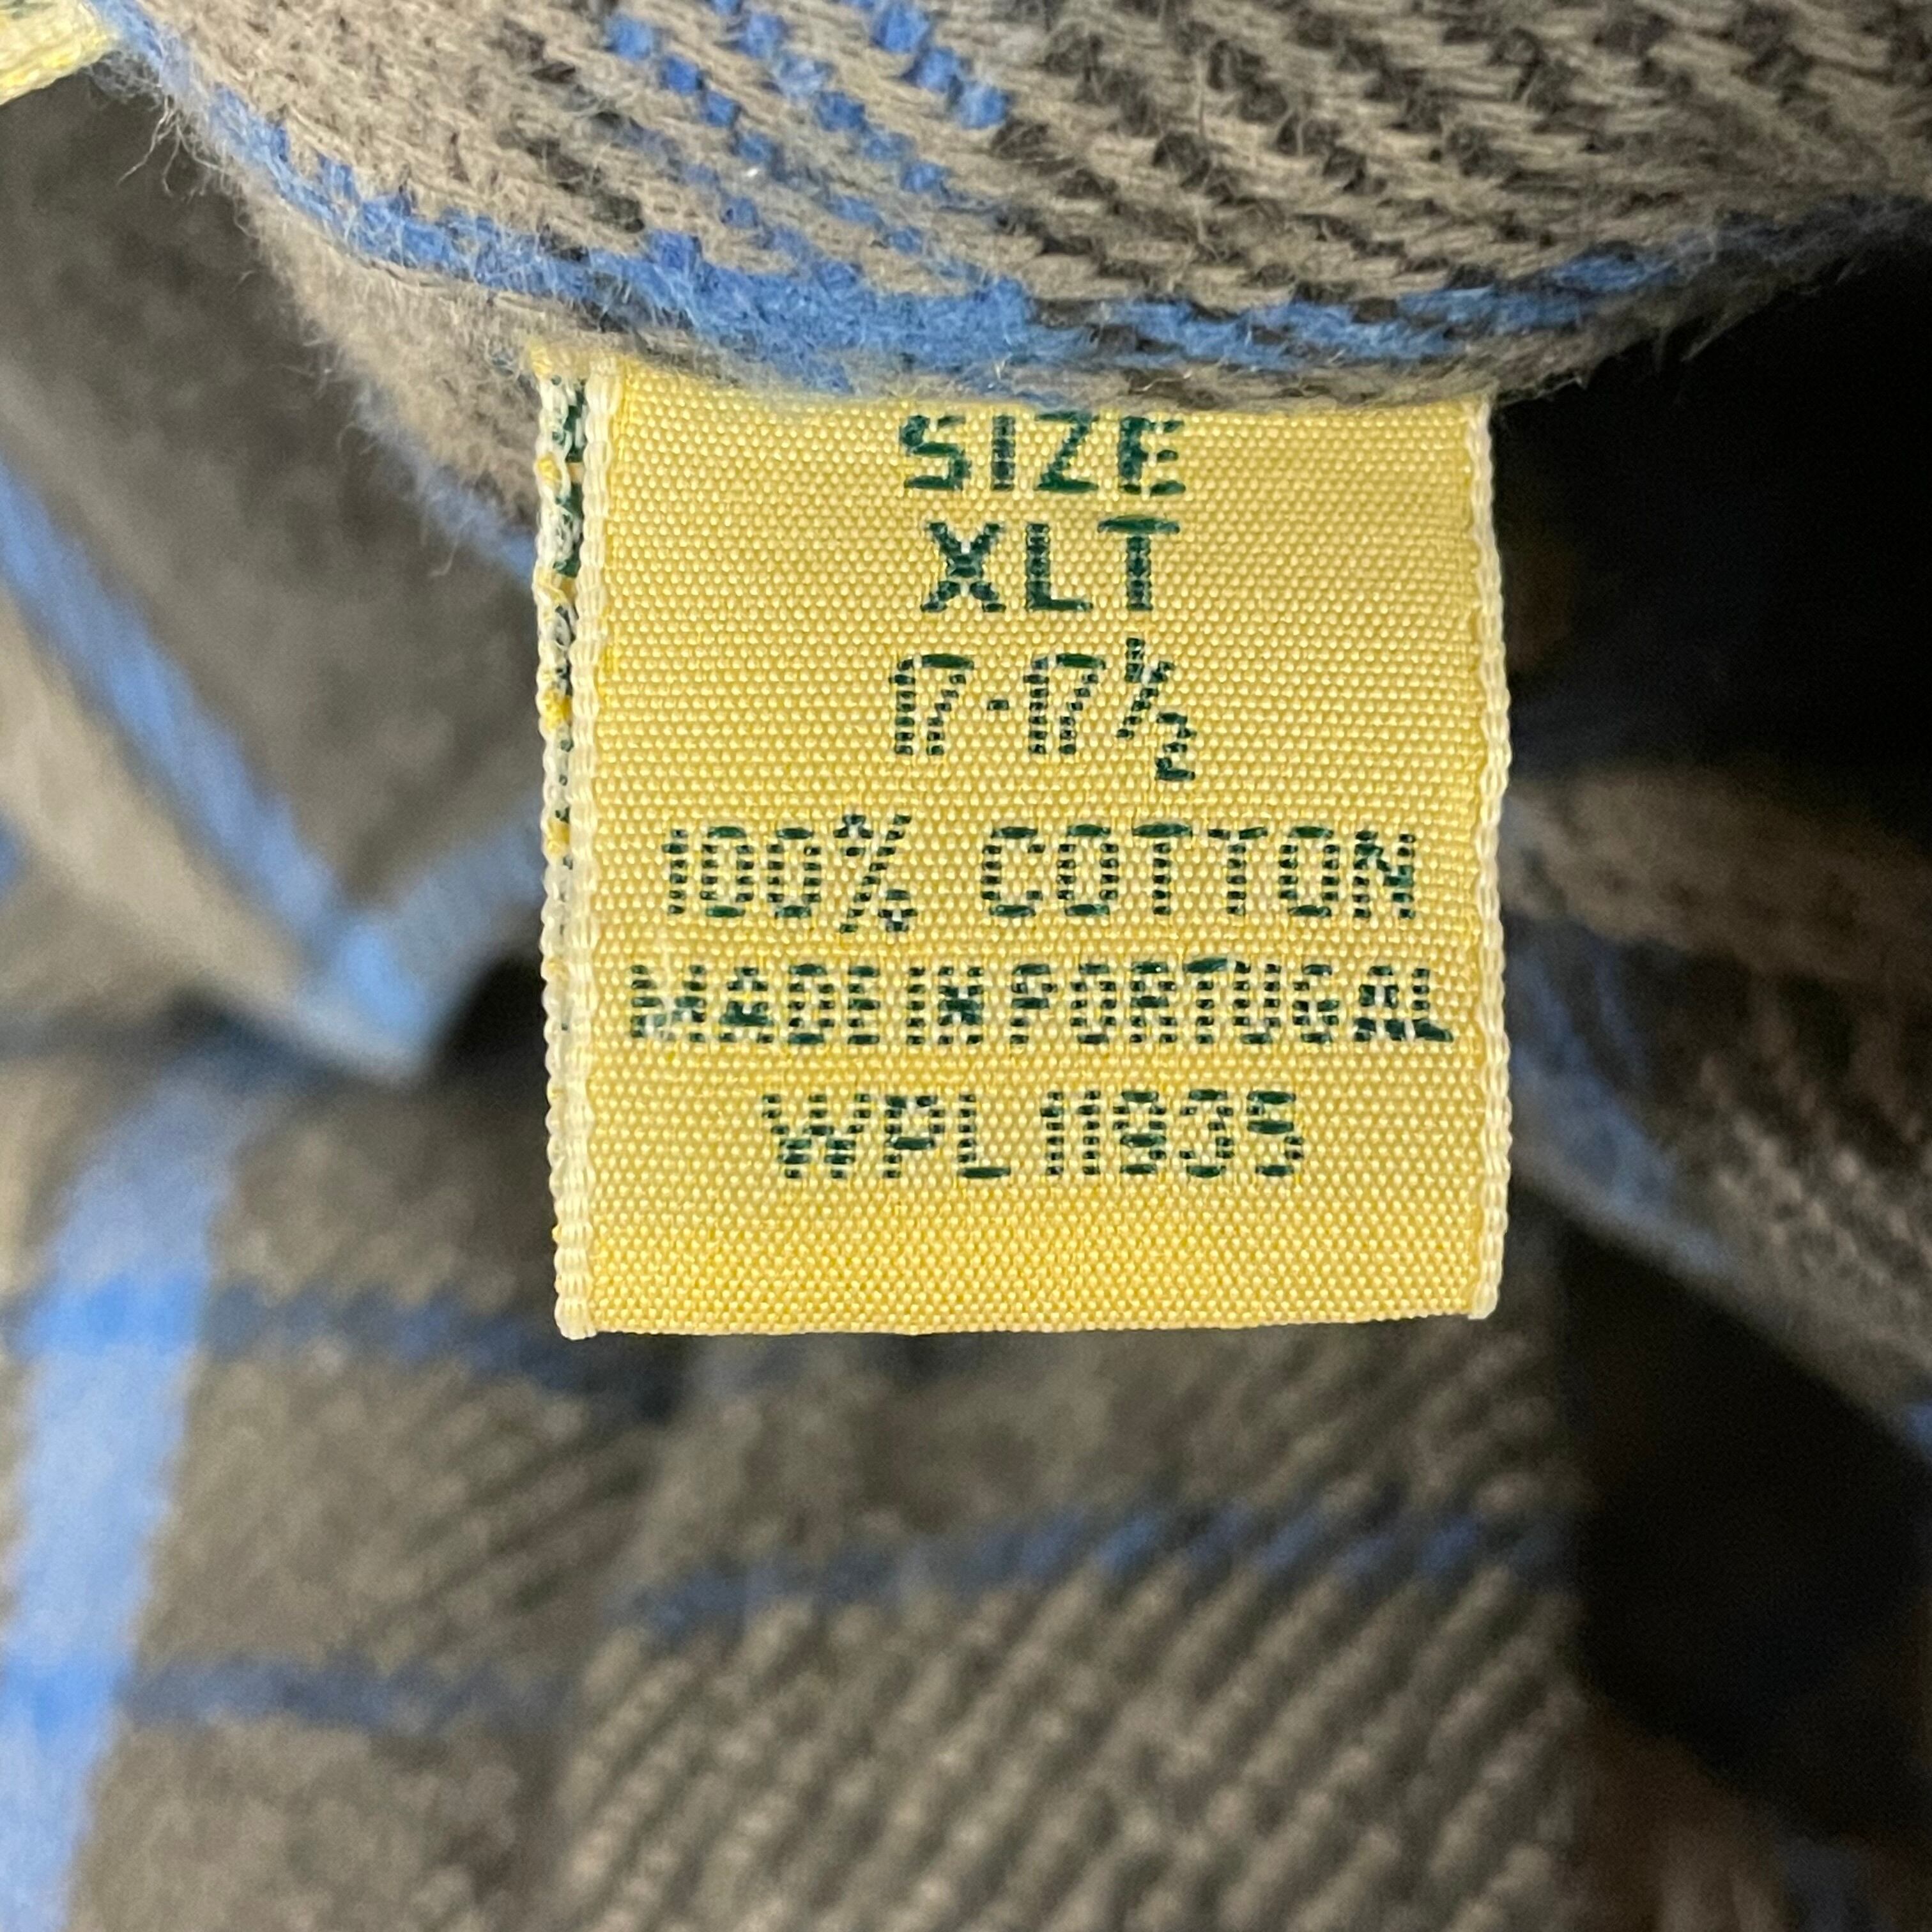 SIZE
XLT
17-17½
100% COTTON
MADE IN PORTUGAL
WPL 11935